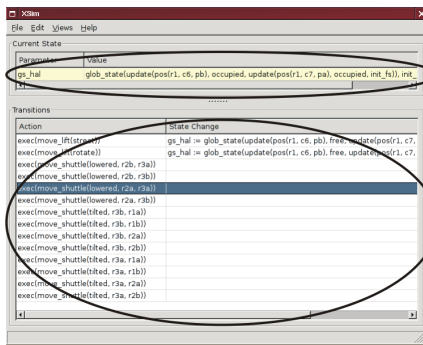 XSim
File Edit Views Help
Current State
Parameter Value
gs_hal glob_state(update(pos(r1, c6, pb), occupied, update(pos(r1, c7, pa), occupied, init_fs)), init_
Transitions
Action State Change
exec(move_lift(street)) gs_hal := glob_state(update(pos(r1, c6, pb), free, update(pos(r1, c7,
exec(move_lift(rotate)) gs_hal := glob_state(update(pos(r1, c6, pb), free, update(pos(r1, c7,
exec(move_shuttle(lowered, r2b, r3a))
exec(move_shuttle(lowered, r2b, r3b))
exec(move_shuttle(lowered, r2a, r3a))
exec(move_shuttle(lowered, r2a, r3b))
exec(move_shuttle(tilted, r3b, r1a))
exec(move_shuttle(tilted, r3b, r1b))
exec(move_shuttle(tilted, r3b, r2a))
exec(move_shuttle(tilted, r3b, r2b))
exec(move_shuttle(tilted, r3a, r1a))
exec(move_shuttle(tilted, r3a, r1b))
exec(move_shuttle(tilted, r3a, r2a))
exec(move_shuttle(tilted, r3a, r2b))